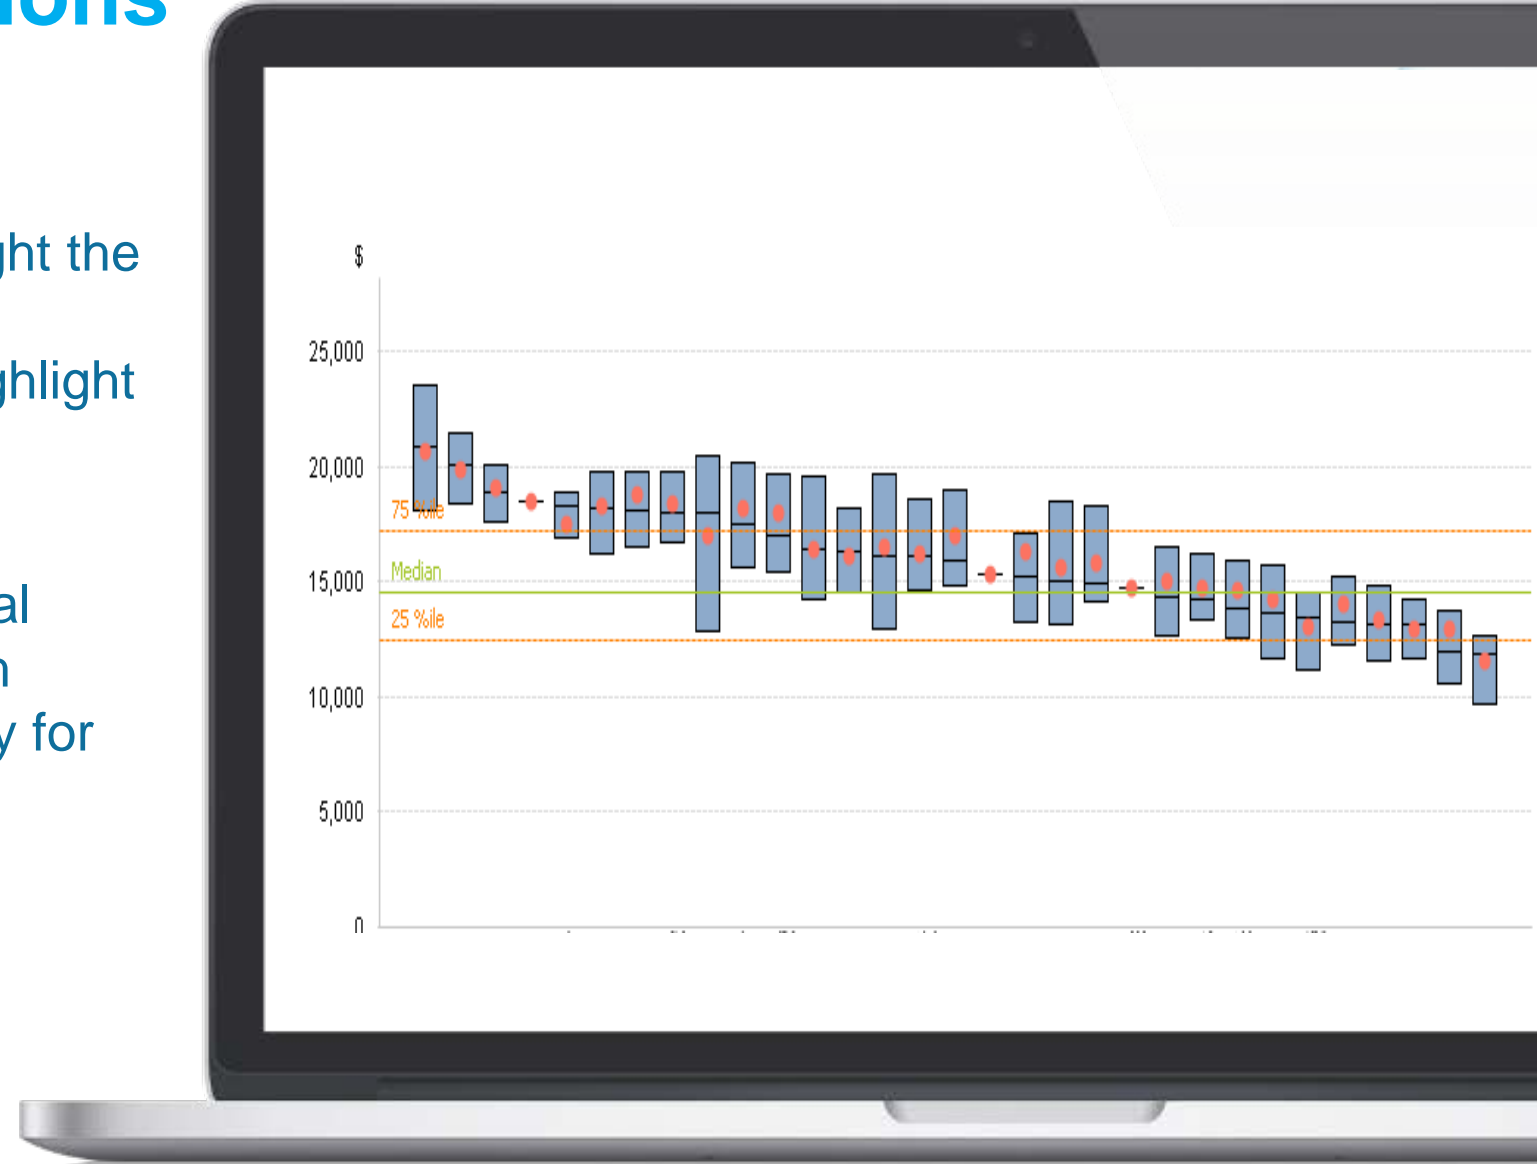 ght the
ghlight
al
y for
$
25,000
20,000
75 %ile
15,000
Median
25 %ile
10,000
5,000
0